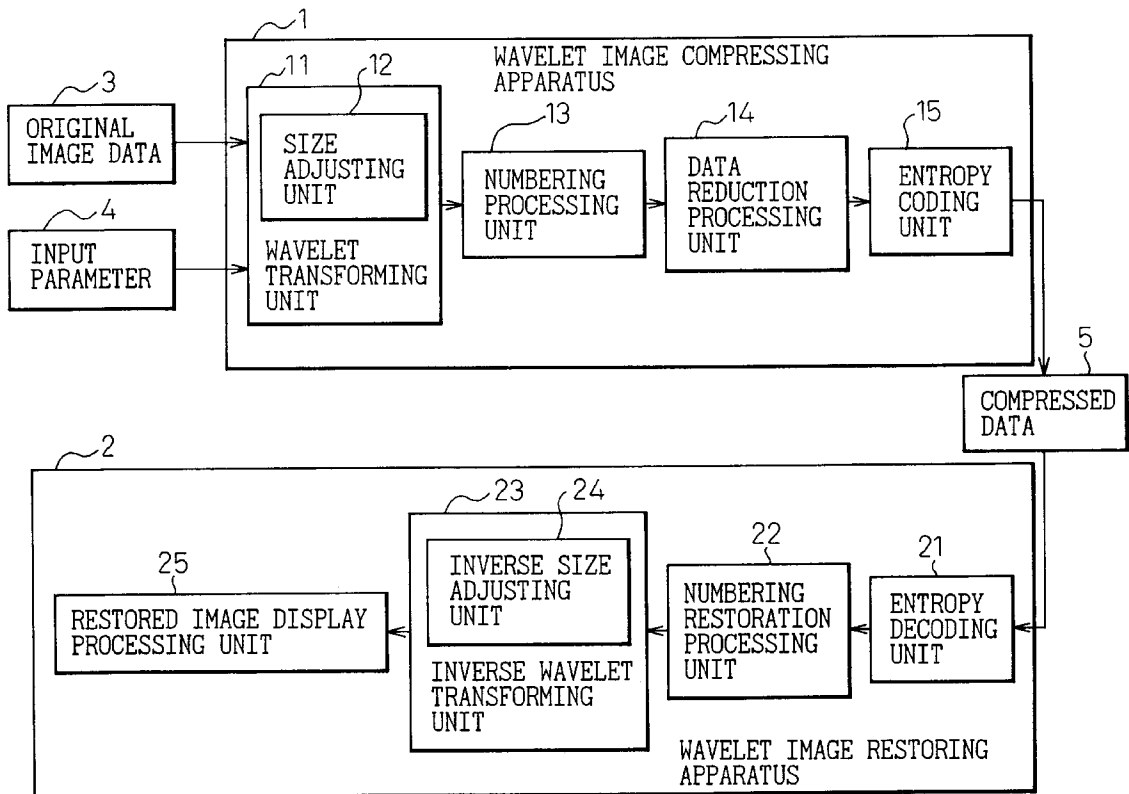 1
WAVELET IMAGE COMPRESSING
APPARATUS
3
ORIGINAL
IMAGE DATA
4
INPUT
PARAMETER
11
12
SIZE
ADJUSTING
UNIT
WAVELET
TRANSFORMING
UNIT
13
NUMBERING
PROCESSING
UNIT
14
DATA
REDUCTION
PROCESSING
UNIT
15
ENTROPY
CODING
UNIT
5
COMPRESSED
DATA
2
25
RESTORED IMAGE DISPLAY
PROCESSING UNIT
23
24
INVERSE SIZE
ADJUSTING
UNIT
INVERSE WAVELET
TRANSFORMING
UNIT
22
NUMBERING
RESTORATION
PROCESSING
UNIT
21
ENTROPY
DECODING
UNIT
WAVELET IMAGE RESTORING
APPARATUS